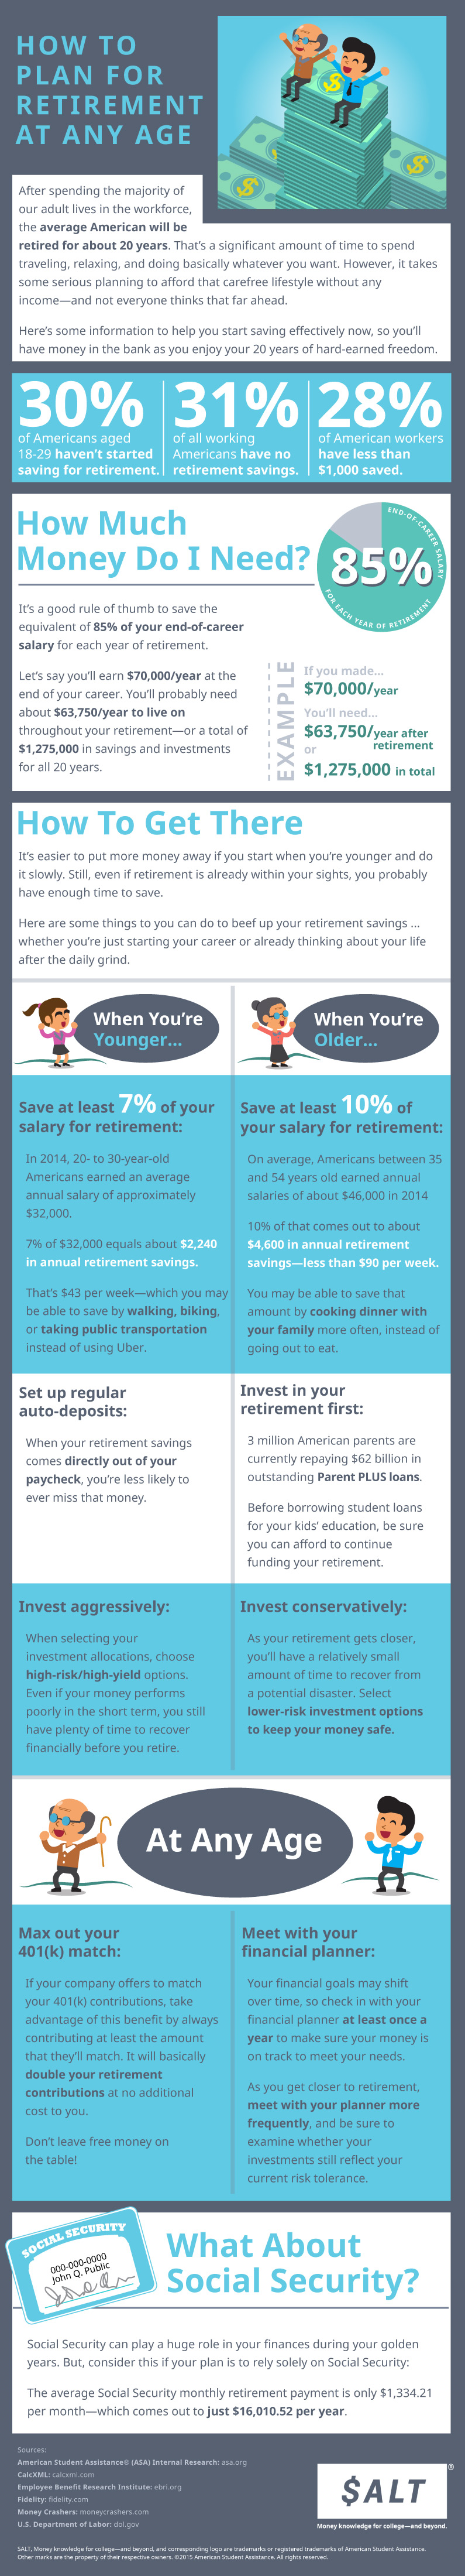 HOW TO
PLAN FOR
RETIREMENT
AT ANY AGE
After spending the majority of
our adult lives in the workforce,
the average American will be
retired for about 20 years. That's a significant amount of time to spend
traveling, relaxing, and doing basically whatever you want. However, it takes
some serious planning to afford that carefree lifestyle without any
income—and not everyone thinks that far ahead.
Here's some information to help you start saving effectively now, so you'll
have money in the bank as you enjoy your 20 years of hard-earned freedom.
30%
of Americans aged
18-29 haven't started
saving for retirement.
31%
of all working
Americans have no
retirement savings.
28%
of American workers
have less than
$1,000 saved.
How Much
Money Do I Need?
END-OF-CAREER SALARY
85%
FOR EACH YEAR OF RETIREMENT
It's a good rule of thumb to save the
equivalent of 85% of your end-of-career
salary for each year of retirement.
Let's say you'll earn $70,000/year at the
end of your career. You'll probably need
about $63,750/year to live on
throughout your retirement—or a total of
$1,275,000 in savings and investments
for all 20 years.
EXAMPLE
If you made...
$70,000/year
You'll need...
$63,750/year after
retirement
or
$1,275,000 in total
How To Get There
It's easier to put more money away if you start when you're younger and do
it slowly. Still, even if retirement is already within your sights, you probably
have enough time to save.
Here are some things to you can do to beef up your retirement savings ...
whether you're just starting your career or already thinking about your life
after the daily grind.
When You're
Younger...
When You're
Older...
Save at least 7% of your
salary for retirement:
In 2014, 20- to 30-year-old
Americans earned an average
annual salary of approximately
$32,000.
7% of $32,000 equals about $2,240
in annual retirement savings.
That's $43 per week—which you may
be able to save by walking, biking,
or taking public transportation
instead of using Uber.
Save at least 10% of
your salary for retirement:
On average, Americans between 35
and 54 years old earned annual
salaries of about $46,000 in 2014
10% of that comes out to about
$4,600 in annual retirement
savings—less than $90 per week.
You may be able to save that
amount by cooking dinner with
your family more often, instead of
going out to eat.
Set up regular
auto-deposits:
When your retirement savings
comes directly out of your
paycheck, you're less likely to
ever miss that money.
Invest in your
retirement first:
3 million American parents are
currently repaying $62 billion in
outstanding Parent PLUS loans.
Before borrowing student loans
for your kids' education, be sure
you can afford to continue
funding your retirement.
Invest aggressively:
When selecting your
investment allocations, choose
high-risk/high-yield options.
Even if your money performs
poorly in the short term, you still
have plenty of time to recover
financially before you retire.
Invest conservatively:
As your retirement gets closer,
you'll have a relatively small
amount of time to recover from
a potential disaster. Select
lower-risk investment options
to keep your money safe.
At Any Age
Max out your
401(k) match:
If your company offers to match
your 401(k) contributions, take
advantage of this benefit by always
contributing at least the amount
that they'll match. It will basically
double your retirement
contributions at no additional
cost to you.
Don't leave free money on
the table!
Meet with your
financial planner:
Your financial goals may shift
over time, so check in with your
financial planner at least once a
year to make sure your money is
on track to meet your needs.
As you get closer to retirement,
meet with your planner more
frequently, and be sure to
examine whether your
investments still reflect your
current risk tolerance.
SOCIAL SECURITY
000-000-0000
John Q. Public
What About
Social Security?
Social Security can play a huge role in your finances during your golden
years. But, consider this if your plan is to rely solely on Social Security:
The average Social Security monthly retirement payment is only $1,334.21
per month—which comes out to just $16,010.52 per year.
Sources:
American Student Assistance® (ASA) Internal Research: asa.org
CalcXML: calcxml.com
Employee Benefit Research Institute: ebri.org
Fidelity: fidelity.com
Money Crashers: moneycrashers.com
U.S. Department of Labor: dol.gov
$ALT®
Money knowledge for college—and beyond.
SALT, Money knowledge for college—and beyond, and corresponding logo are trademarks or registered trademarks of American Student Assistance.
Other marks are the property of their respective owners. ©2015 American Student Assistance. All rights reserved.